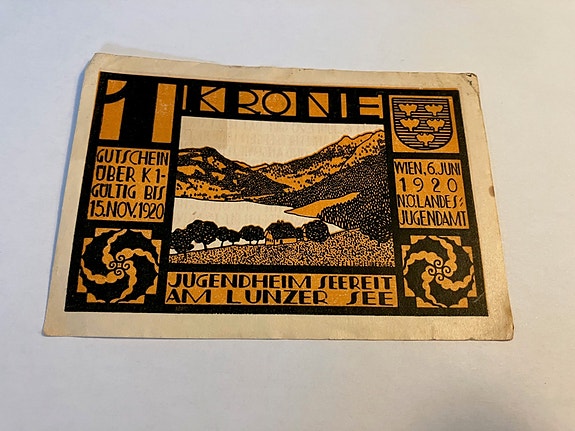 1 KRONE
GUTSCHEIN
ÜBER K 1-
GÜLTIG BIS
15.NOV.1920
WIEN, 6.JUNI
1920
N.Ö.LANDES-
JUGENDAMT
JUGENDHEIM SEEREIT
AM LUNZER SEE